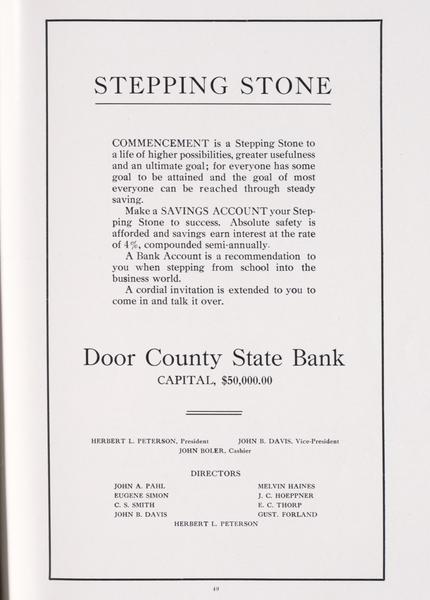 STEPPING STONE
COMMENCEMENT is a Stepping Stone to
a life of higher possibilities, greater usefulness
and an ultimate goal; for everyone has some
goal to be attained and the goal of most
everyone can be reached through steady
saving.
Make a SAVINGS ACCOUNT your Step-
ping Stone to success. Absolute safety is
afforded and savings earn interest at the rate
of 4%, compounded semi-annually.
A Bank Account is a recommendation to
you when stepping from school into the
business world.
A cordial invitation is extended to you to
come in and talk it over.
Door County State Bank
CAPITAL, $50,000.00
HERBERT L. PETERSON, President JOHN B. DAVIS, Vice-President
JOHN BOLER, Cashier
DIRECTORS
JOHN A. PAHL MELVIN HAINES
EUGENE SIMON J. C. HOEPPNER
C. S. SMITH E. C. THORP
JOHN B. DAVIS GUST. FORLAND
HERBERT L. PETERSON
49